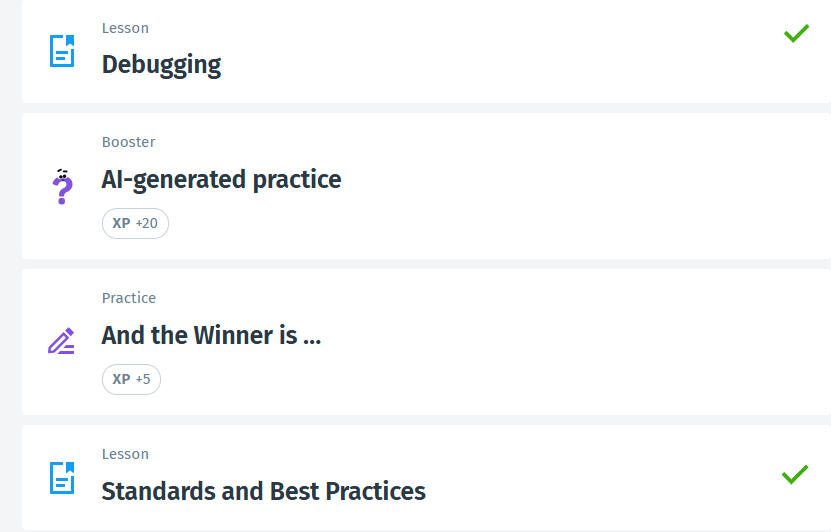 Lesson
Debugging
Booster
AI-generated practice
XP +20
Practice
And the Winner is ...
XP +5
Lesson
Standards and Best Practices